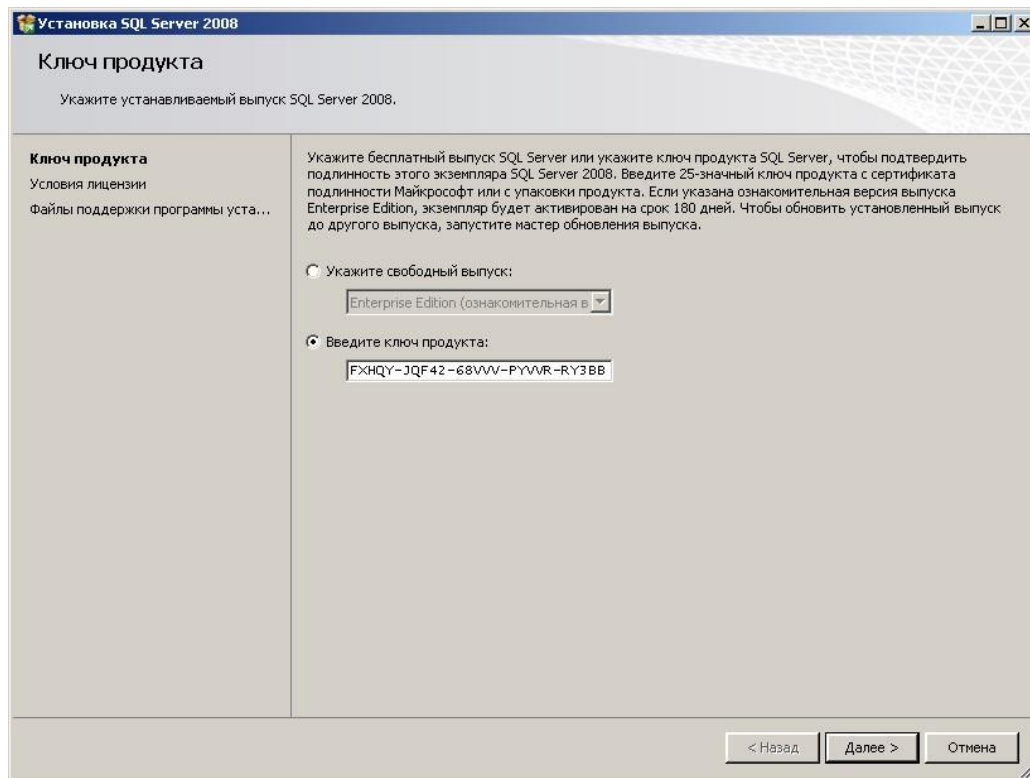 Установка SQL Server 2008
Ключ продукта
Укажите устанавливаемый выпуск SQL Server 2008.
Ключ продукта
Условия лицензии
Файлы поддержки программы уста...
Укажите бесплатный выпуск SQL Server или укажите ключ продукта SQL Server, чтобы подтвердить
подлинность этого экземпляра SQL Server 2008. Введите 25-значный ключ продукта с сертификата
подлинности Майкрософт или с упаковки продукта. Если указана ознакомительная версия выпуска
Enterprise Edition, экземпляр будет активирован на срок 180 дней. Чтобы обновить установленный выпуск
до другого выпуска, запустите мастер обновления выпуска.
Укажите свободный выпуск:
Enterprise Edition (ознакомительная в
Введите ключ продукта:
FXHQY-JQF42-68VVV-PYVVR-RY3BB
< Назад
Далее >
Отмена